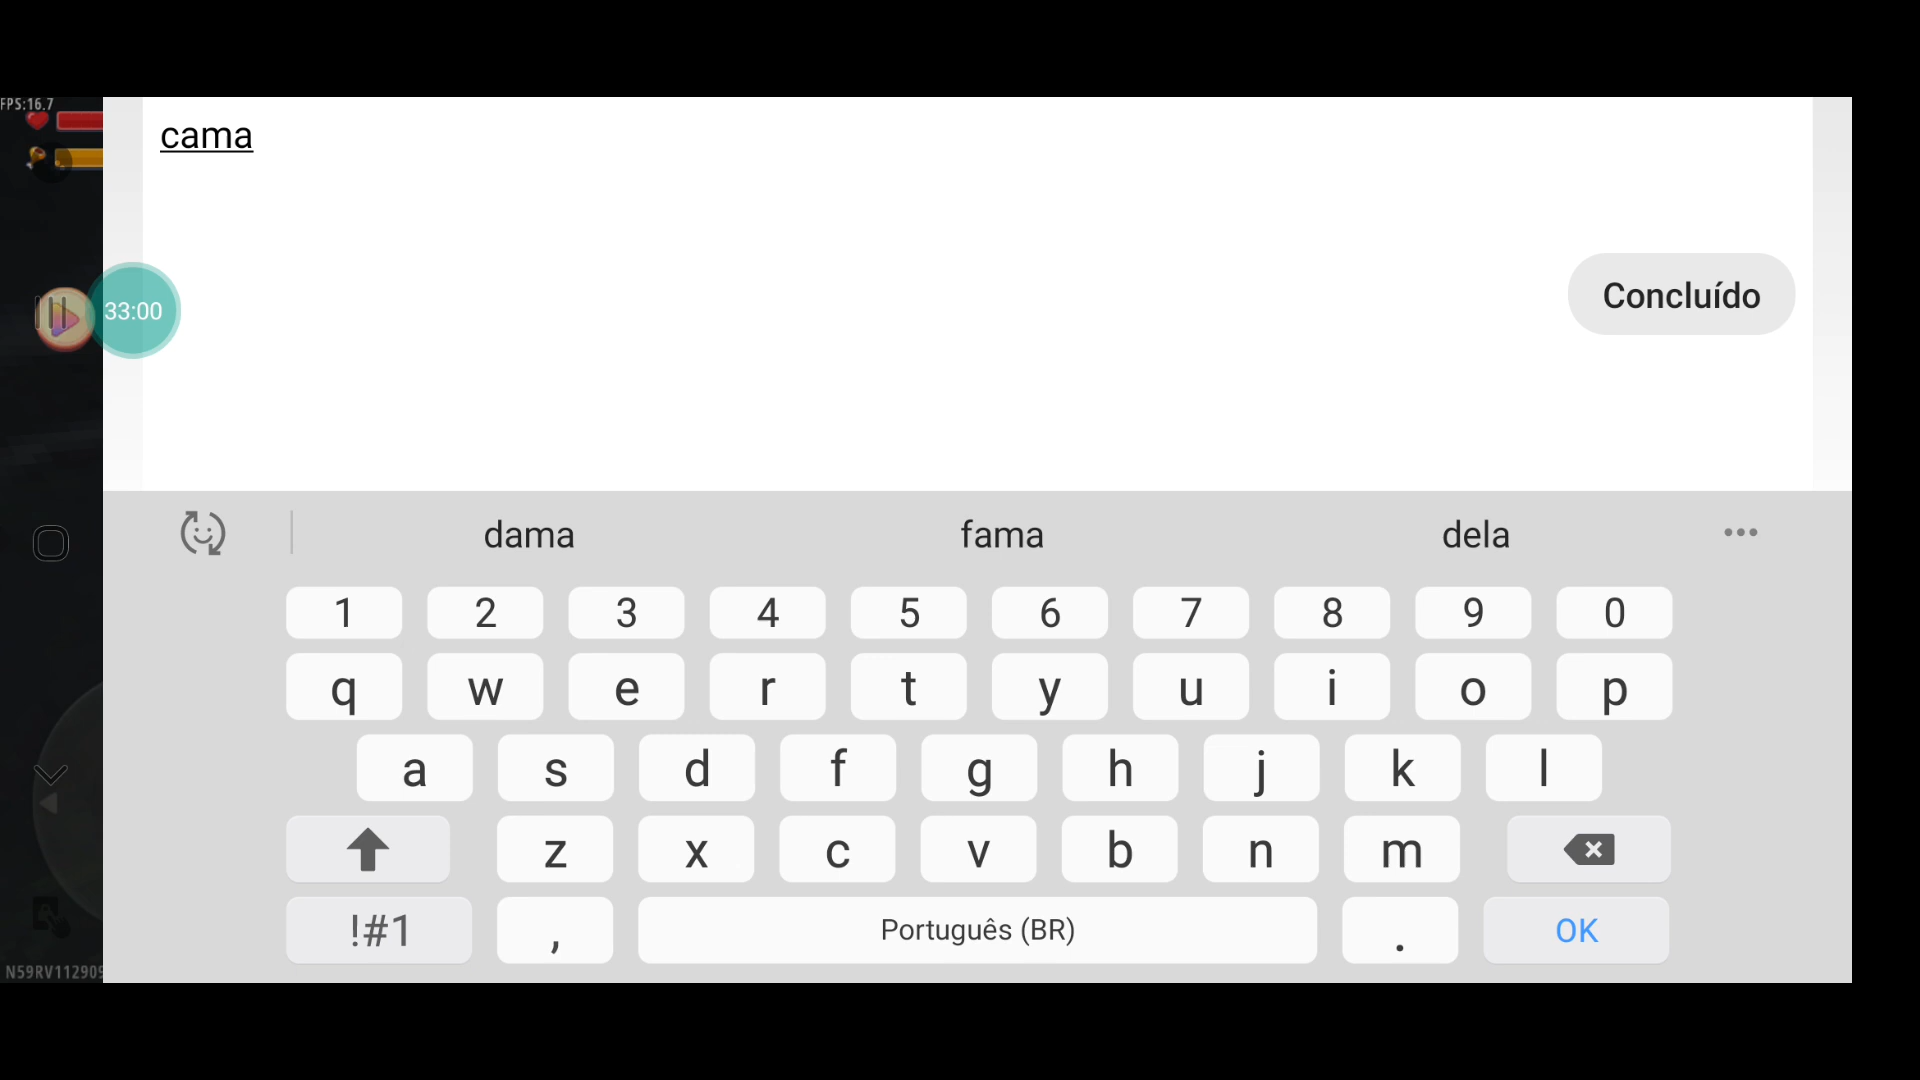 FPS:16.7
cama
33:00
Concluído
dama fama dela
1 2 3 4 5 6 7 8 9 0
q w e r t y u i o p
a s d f g h j k l
z x c v b n m
!#1 , Português (BR) . OK
N59RV112909